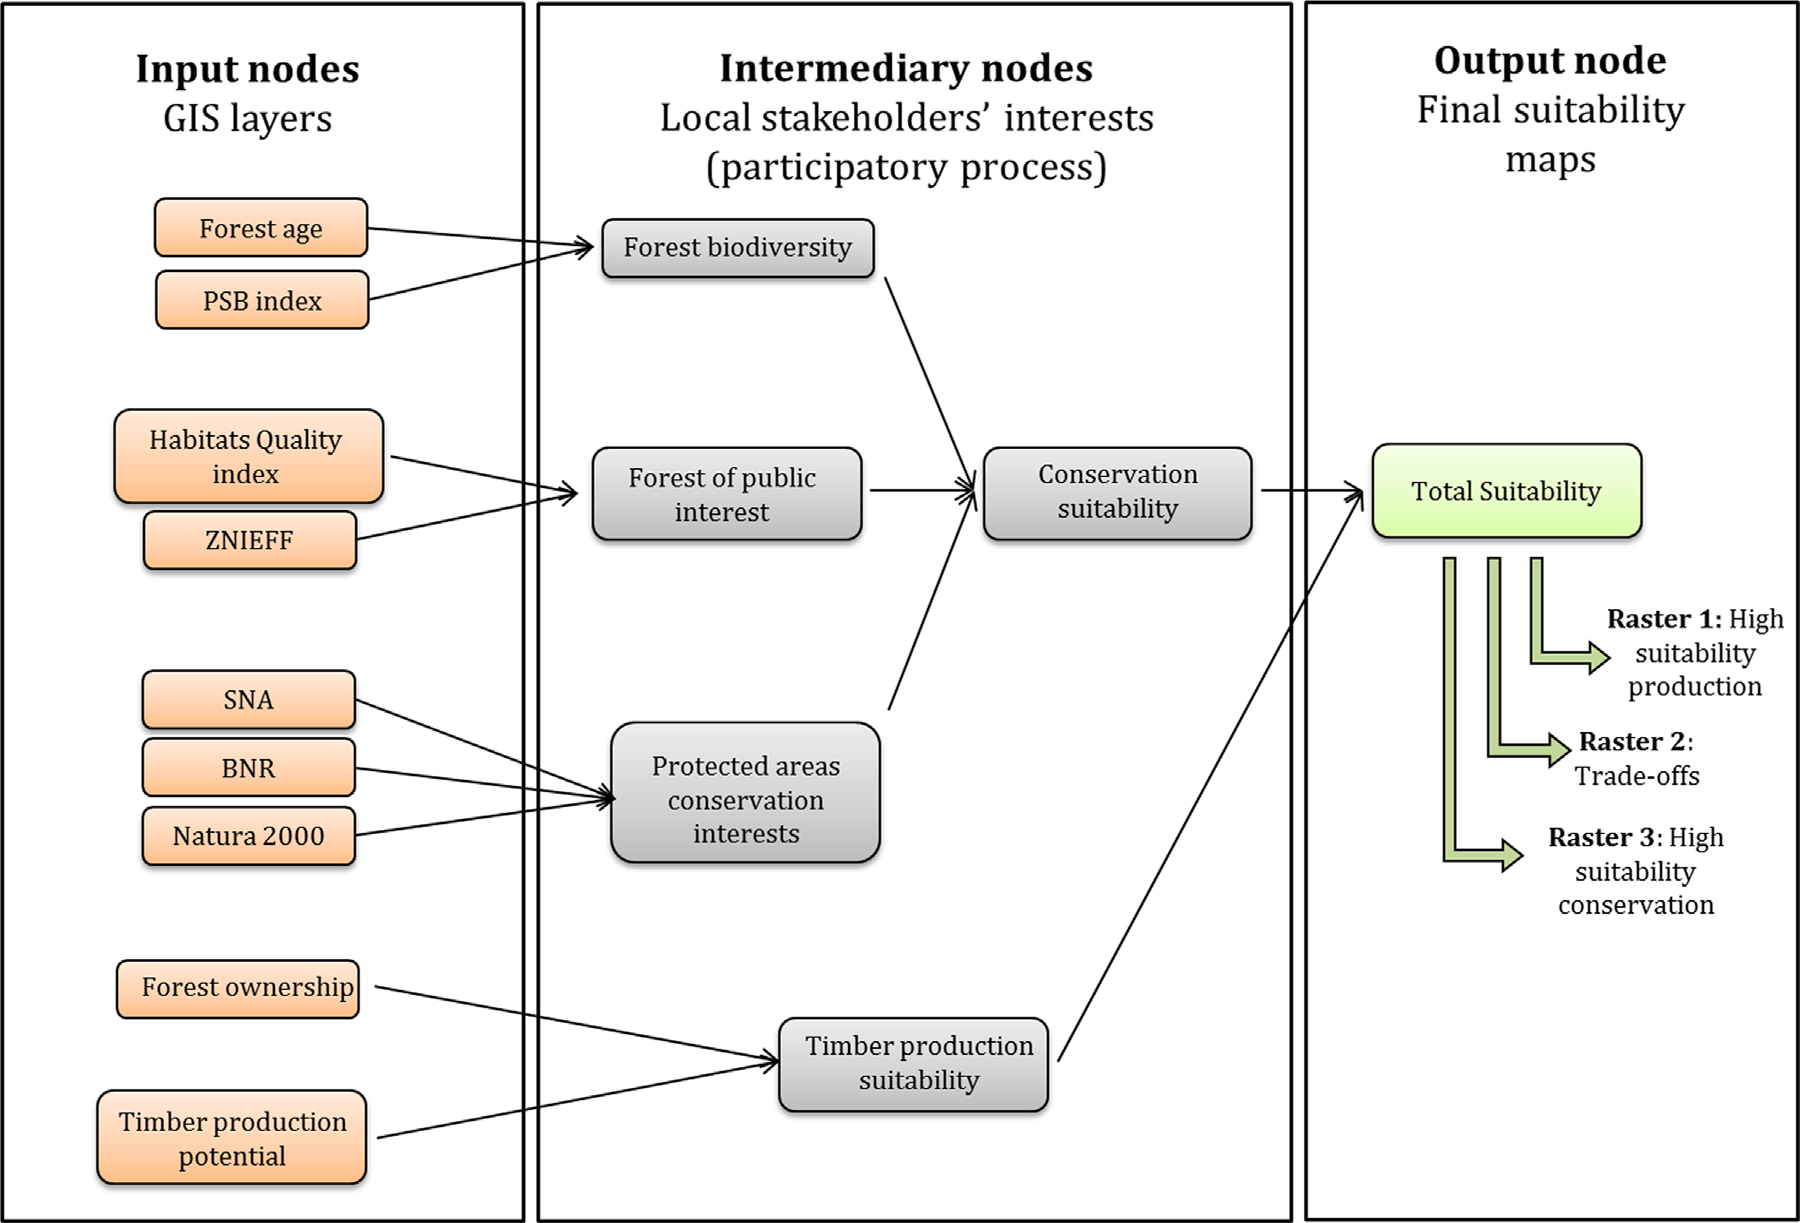 Input nodes
GIS layers
Forest age
PSB index
Habitats Quality
index
ZNIEFF
SNA
BNR
Natura 2000
Forest ownership
Timber production
potential
Intermediary nodes
Local stakeholders’ interests
(participatory process)
Forest biodiversity
Forest of public
interest
Conservation
suitability
Protected areas
conservation
interests
Timber production
suitability
Output node
Final suitability
maps
Total Suitability
Raster 1: High
suitability
production
Raster 2:
Trade-offs
Raster 3: High
suitability
conservation